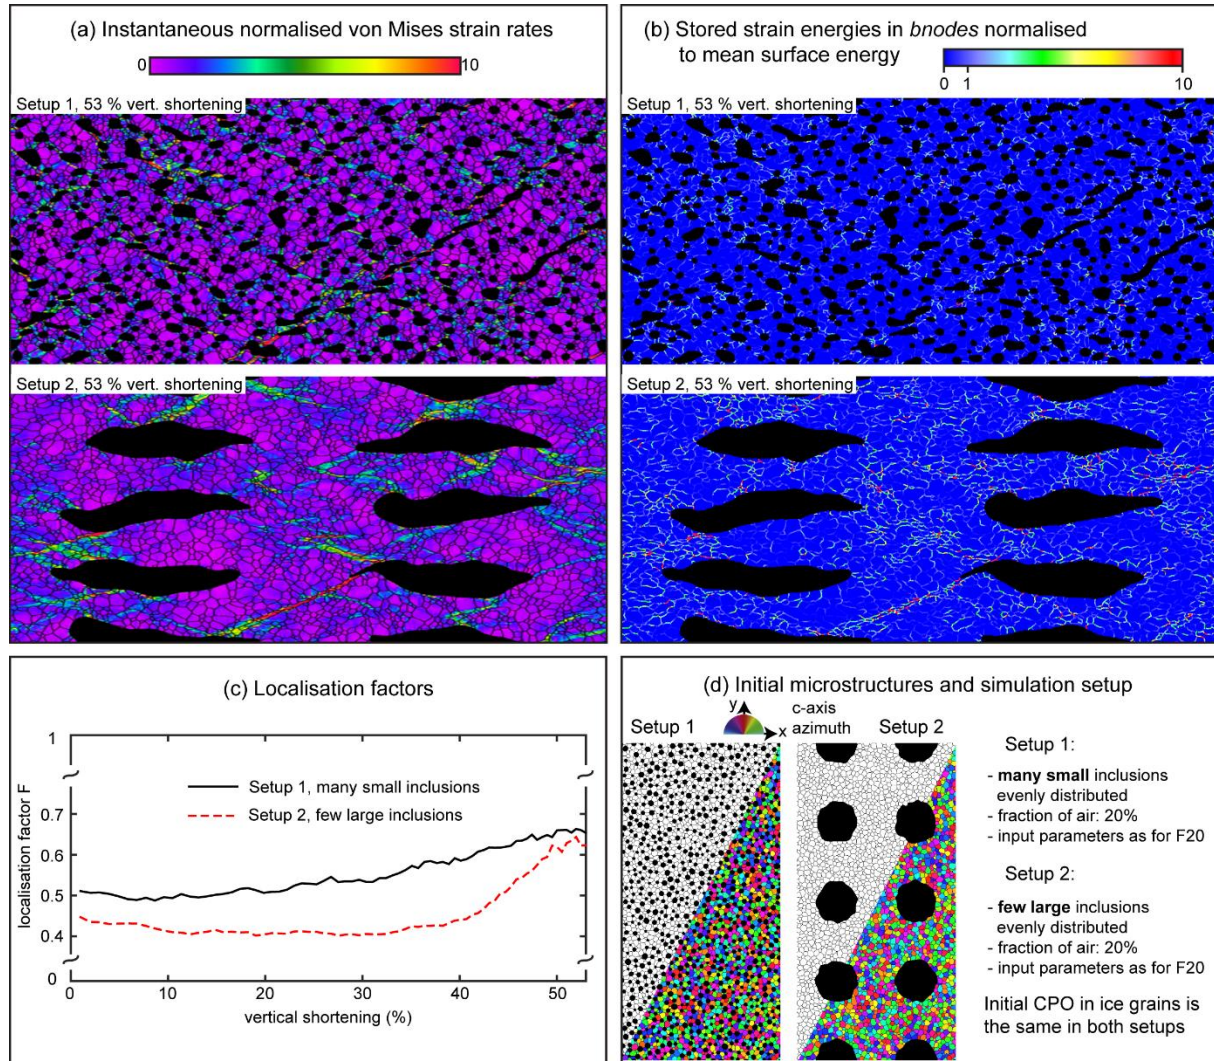 (a) Instantaneous normalised von Mises strain rates
0 10
Setup 1, 53 % vert. shortening
Setup 2, 53 % vert. shortening
(b) Stored strain energies in bnodes normalised
to mean surface energy
0 1 10
Setup 1, 53 % vert. shortening
Setup 2, 53 % vert. shortening
(c) Localisation factors
localisation factor F
1
0.7
0.6
0.5
0.4
0
Setup 1, many small inclusions
Setup 2, few large inclusions
0 10 20 30 40 50
vertical shortening (%)
(d) Initial microstructures and simulation setup
y
x
c-axis
azimuth
Setup 1
Setup 2
Setup 1:
- many small inclusions
evenly distributed
- fraction of air: 20%
- input parameters as for F20
Setup 2:
- few large inclusions
evenly distributed
- fraction of air: 20%
- input parameters as for F20
Initial CPO in ice grains is
the same in both setups